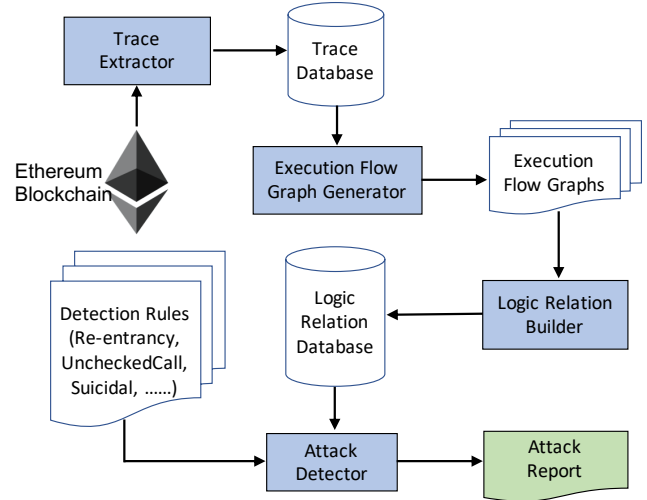 Trace
Extractor
Trace
Database
Ethereum
Blockchain
Execution Flow
Graph Generator
Execution
Flow Graphs
Detection Rules
(Re-entrancy,
UncheckedCall,
Suicidal, ……)
Logic
Relation
Database
Logic Relation
Builder
Attack
Detector
Attack
Report